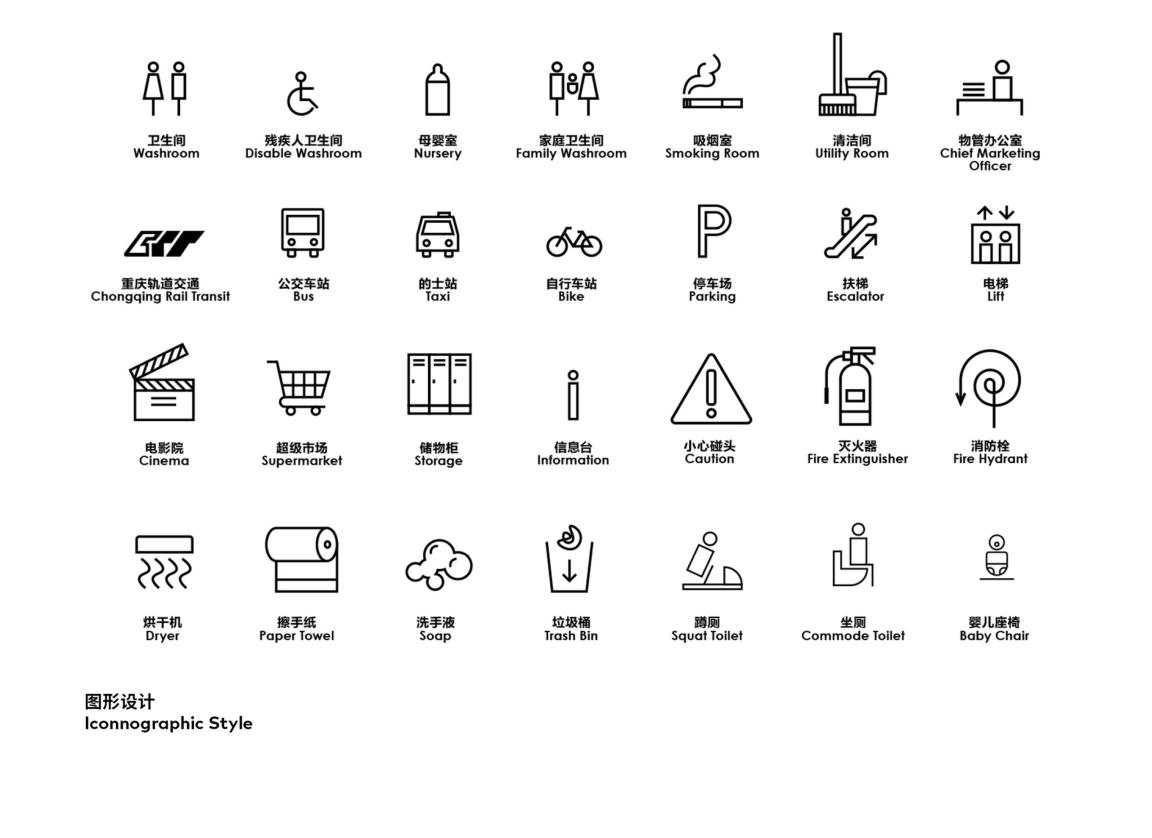 卫生间
Washroom
残疾人卫生间
Disable Washroom
母婴室
Nursery
家庭卫生间
Family Washroom
吸烟室
Smoking Room
清洁间
Utility Room
物管办公室
Chief Marketing
Officer
重庆轨道交通
Chongqing Rail Transit
公交车站
Bus
的士站
Taxi
自行车站
Bike
P
停车场
Parking
扶梯
Escalator
电梯
Lift
电影院
Cinema
超级市场
Supermarket
储物柜
Storage
信息台
Information
小心碰头
Caution
灭火器
Fire Extinguisher
消防栓
Fire Hydrant
烘干机
Dryer
擦手纸
Paper Towel
洗手液
Soap
垃圾桶
Trash Bin
蹲厕
Squat Toilet
坐厕
Commode Toilet
婴儿座椅
Baby Chair
图形设计
Iconnographic Style